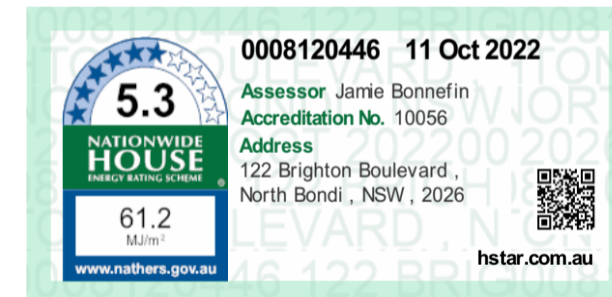 0008120446 11 Oct 2022
5.3
NATIONWIDE
HOUSE
ENERGY RATING SCHEME ®
61.2
MJ/m²
www.nathers.gov.au
Assessor Jamie Bonnefin
Accreditation No. 10056
Address
122 Brighton Boulevard ,
North Bondi , NSW , 2026
hstar.com.au